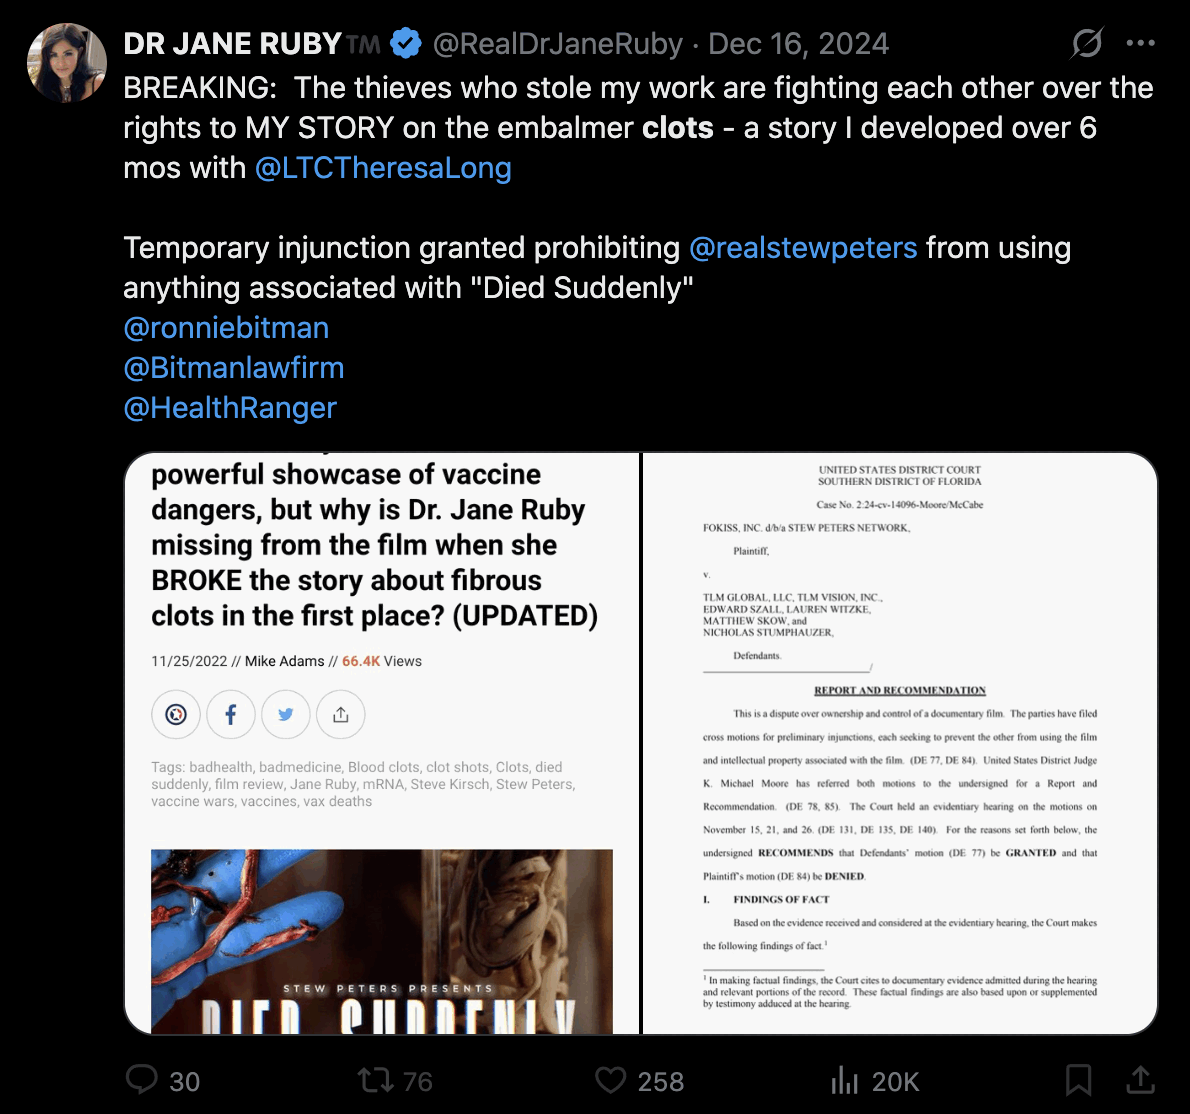 DR JANE RUBY™ @RealDrJaneRuby · Dec 16, 2024
BREAKING: The thieves who stole my work are fighting each other over the
rights to MY STORY on the embalmer clots - a story I developed over 6
mos with @LTCTheresaLong
Temporary injunction granted prohibiting @realstewpeters from using
anything associated with "Died Suddenly"
@ronniebitman
@Bitmanlawfirm
@HealthRanger
powerful showcase of vaccine
dangers, but why is Dr. Jane Ruby
missing from the film when she
BROKE the story about fibrous
clots in the first place? (UPDATED)
11/25/2022 // Mike Adams // 66.4K Views
Tags: badhealth, badmedicine, Blood clots, clot shots, Clots, died
suddenly, film review, Jane Ruby, mRNA, Steve Kirsch, Stew Peters,
vaccine wars, vaccines, vax deaths
STEW PETERS PRESENTS
DIED SUDDENLY
UNITED STATES DISTRICT COURT
SOUTHERN DISTRICT OF FLORIDA
Case No. 2:24-cv-14096-Moore/McCabe
FOKISS, INC. d/b/a STEW PETERS NETWORK,
Plaintiff,
v.
TLM GLOBAL, LLC, TLM VISION, INC.,
EDWARD SZALL, LAUREN WITZKE,
MATTHEW SKOW, and
NICHOLAS STUMPHAUZER,
Defendants.
/
REPORT AND RECOMMENDATION
This is a dispute over ownership and control of a documentary film. The parties have filed
cross motions for preliminary injunctions, each seeking to prevent the other from using the film
and intellectual property associated with the film. (DE 77, DE 84). United States District Judge
K. Michael Moore has referred both motions to the undersigned for a Report and
Recommendation. (DE 78, 85). The Court held an evidentiary hearing on the motions on
November 15, 21, and 26. (DE 131, DE 135, DE 140). For the reasons set forth below, the
undersigned RECOMMENDS that Defendants' motion (DE 77) be GRANTED and that
Plaintiff's motion (DE 84) be DENIED.
I. FINDINGS OF FACT
Based on the evidence received and considered at the evidentiary hearing, the Court makes
the following findings of fact.¹
¹ In making factual findings, the Court cites to documentary evidence admitted during the hearing
and relevant portions of the record. These factual findings are also based upon or supplemented
by testimony adduced at the hearing.
30 76 258 20K